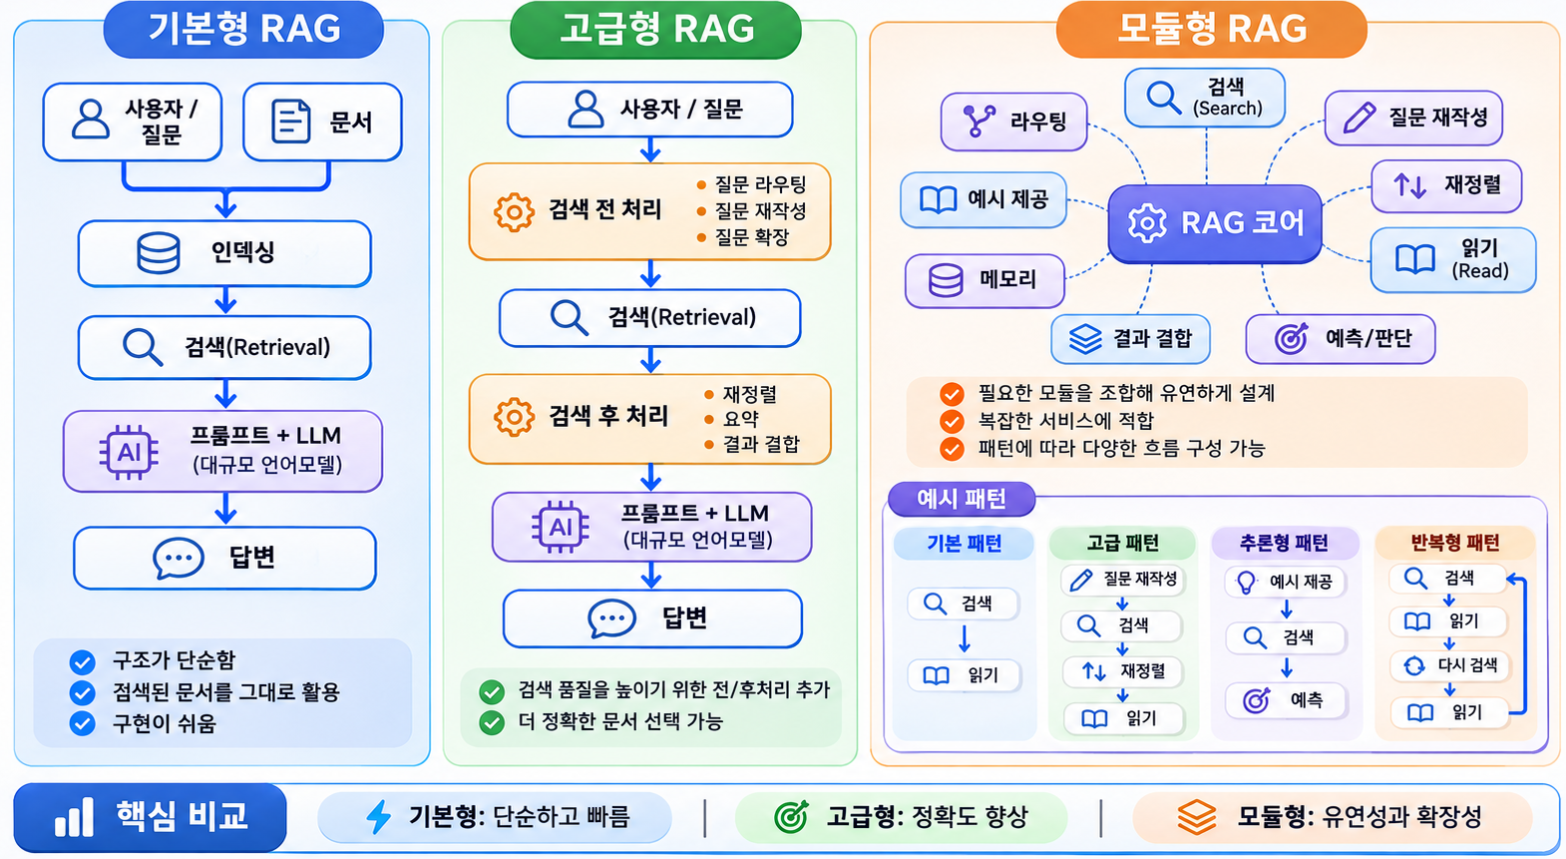 기본형 RAG
사용자 /
질문
문서
인덱싱
검색(Retrieval)
AI
프롬프트 + LLM
(대규모 언어모델)
답변
구조가 단순함
검색된 문서를 그대로 활용
구현이 쉬움
고급형 RAG
사용자 / 질문
검색 전 처리
질문 라우팅
질문 재작성
질문 확장
검색(Retrieval)
검색 후 처리
재정렬
요약
결과 결합
AI
프롬프트 + LLM
(대규모 언어모델)
답변
검색 품질을 높이기 위한 전/후처리 추가
더 정확한 문서 선택 가능
모듈형 RAG
라우팅
검색
(Search)
질문 재작성
예시 제공
RAG 코어
재정렬
메모리
읽기
(Read)
결과 결합
예측/판단
필요한 모듈을 조합해 유연하게 설계
복잡한 서비스에 적합
패턴에 따라 다양한 흐름 구성 가능
예시 패턴
기본 패턴
검색
읽기
고급 패턴
질문 재작성
검색
재정렬
읽기
추론형 패턴
예시 제공
검색
예측
반복형 패턴
검색
읽기
다시 검색
읽기
핵심 비교
기본형: 단순하고 빠름
고급형: 정확도 향상
모듈형: 유연성과 확장성